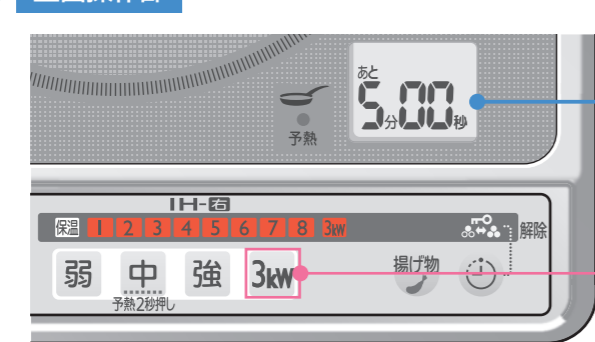 あと
5分00秒
予熱
IH-右
保温 1 2 3 4 5 6 7 8 3kW
解除
弱 中 強 3kW 揚げ物
予熱2秒押し